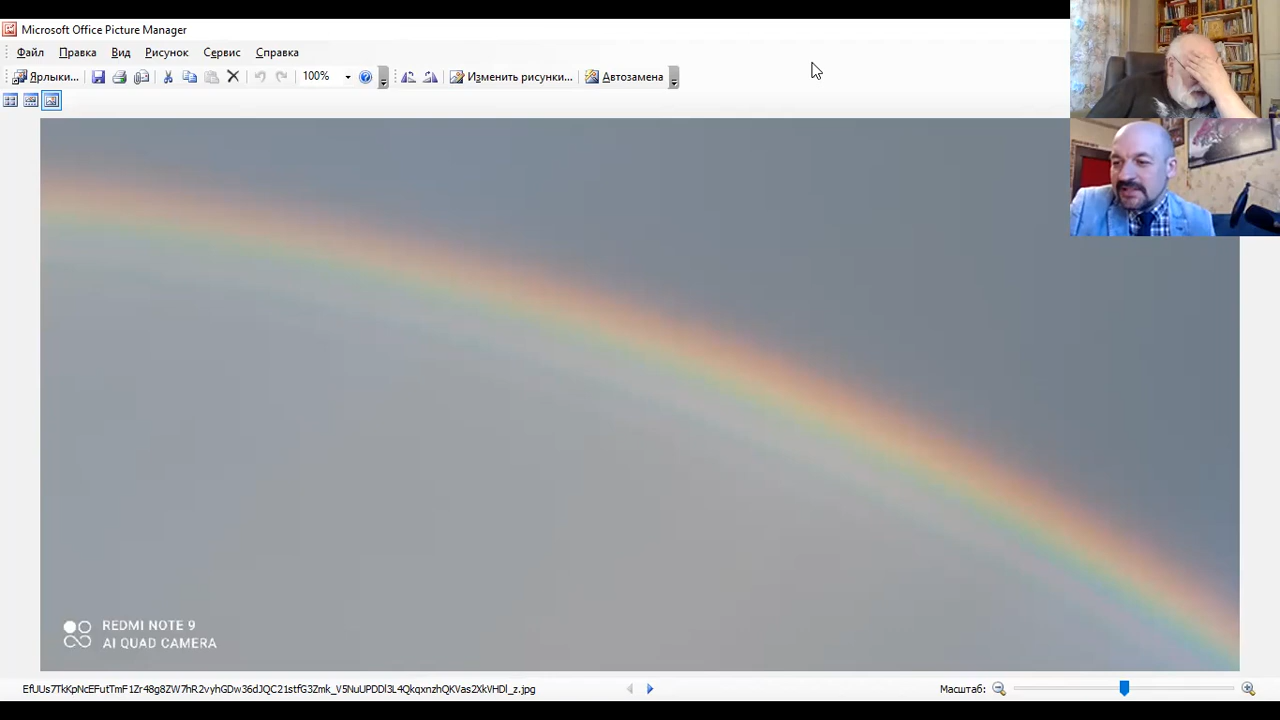 Microsoft Office Picture Manager
Файл Правка Вид Рисунок Сервис Справка
Ярлыки... 100% Изменить рисунки... Автозамена
REDMI NOTE 9
AI QUAD CAMERA
Масштаб: